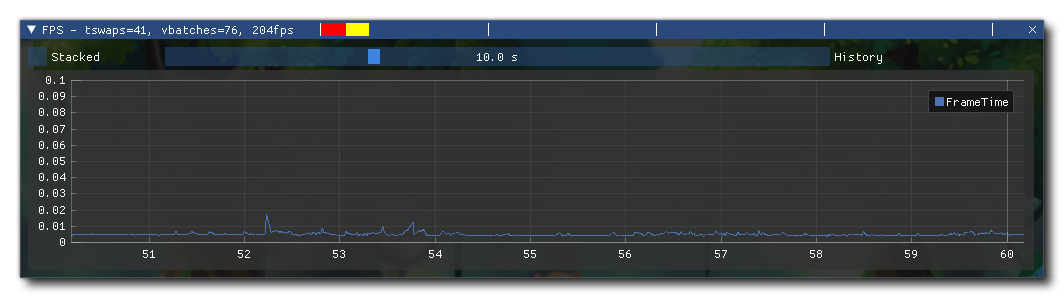 FPS - tswaps=41, vbatches=76, 204fps
Stacked 10.0 s History
0.1
FrameTime
0.09
0.08
0.07
0.06
0.05
0.04
0.03
0.02
0.01
0
51 52 53 54 55 56 57 58 59 60